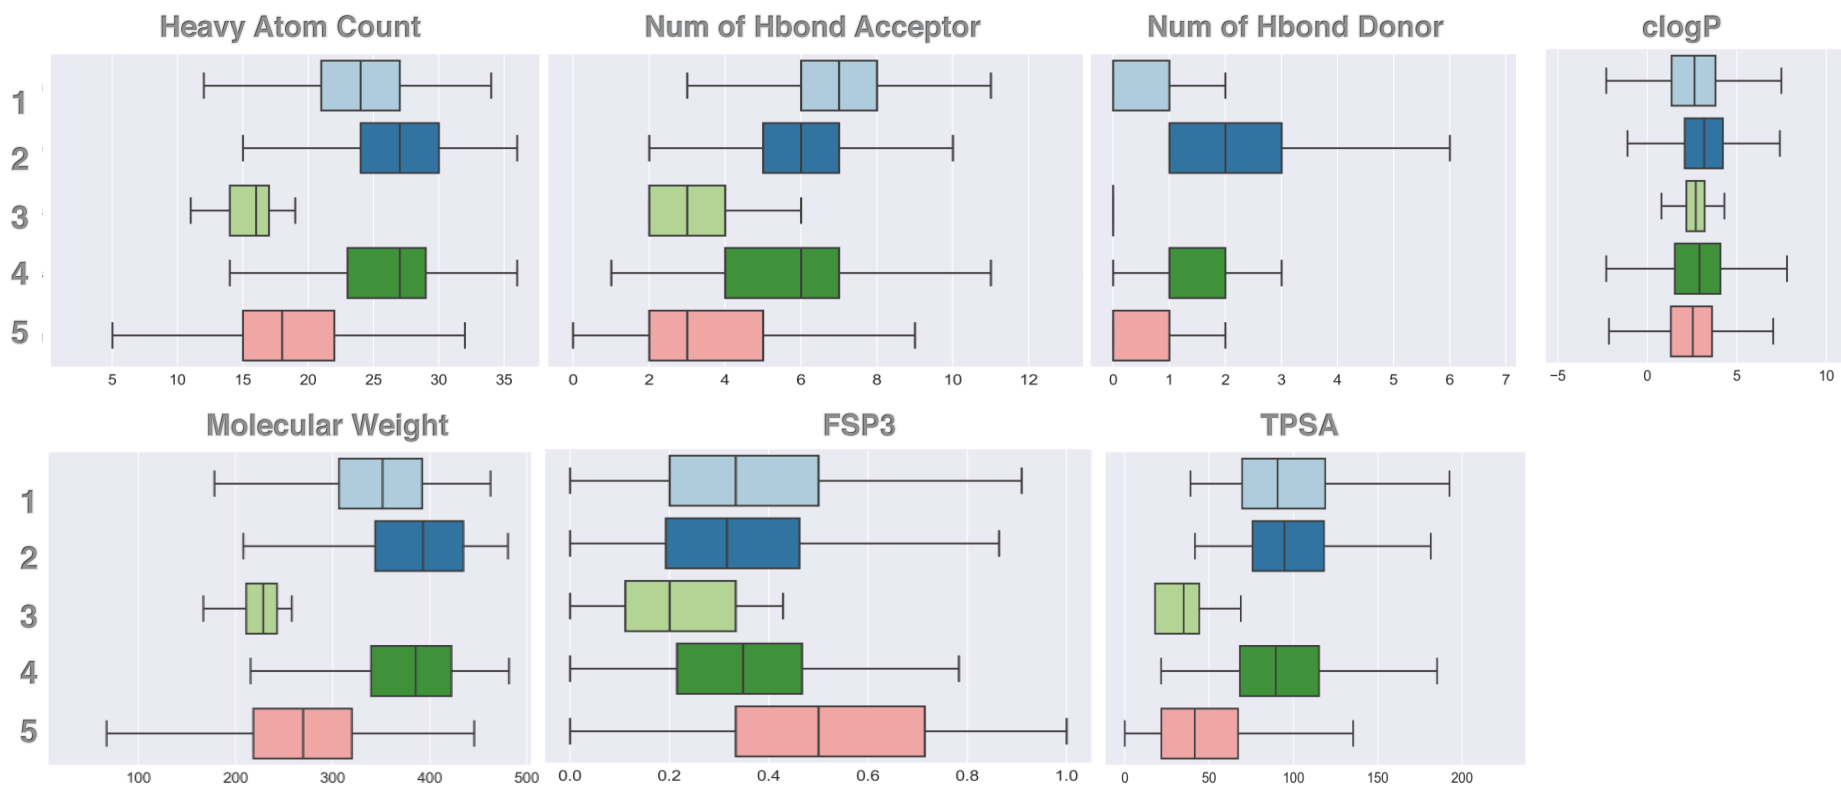 Heavy Atom Count
Num of Hbond Acceptor
Num of Hbond Donor
clogP
1
2
3
4
5
5 10 15 20 25 30 35
0 2 4 6 8 10 12
0 1 2 3 4 5 6 7
−5 0 5 10
Molecular Weight
FSP3
TPSA
1
2
3
4
5
100 200 300 400 500
0.0 0.2 0.4 0.6 0.8 1.0
0 50 100 150 200